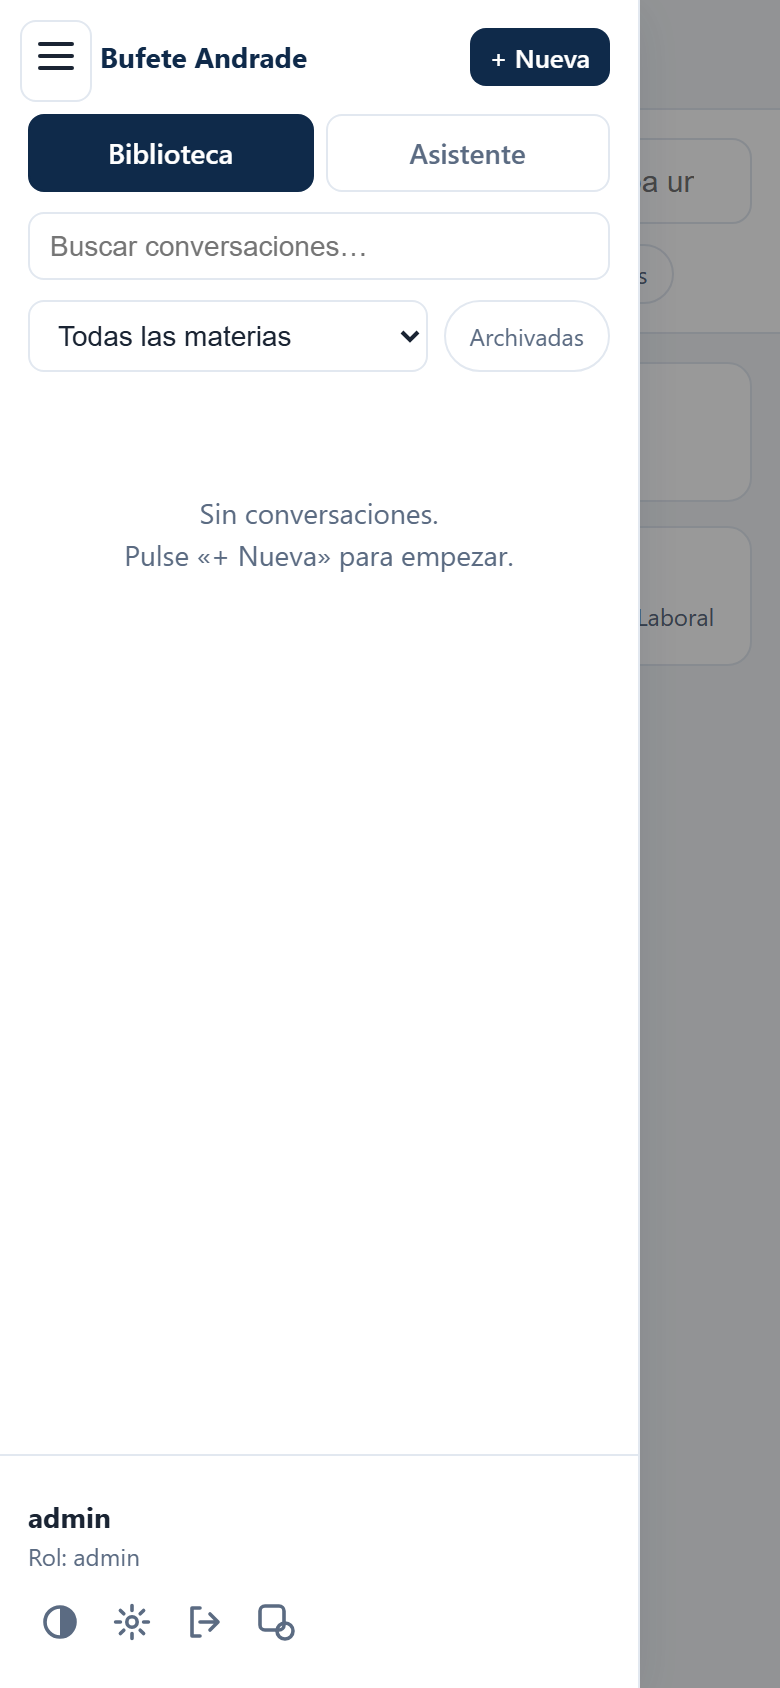 Bufete Andrade
+ Nueva
Biblioteca
Asistente
Buscar conversaciones…
Todas las materias
Archivadas
Sin conversaciones.
Pulse «+ Nueva» para empezar.
Laboral
admin
Rol: admin